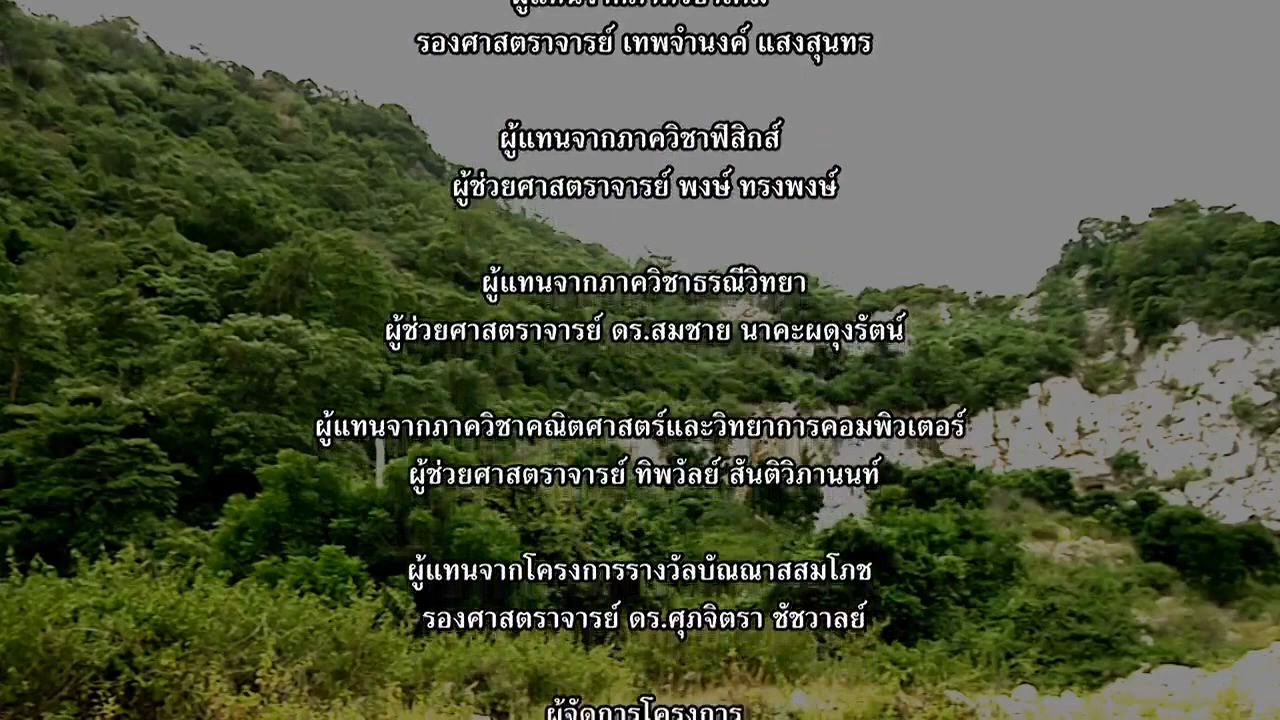 รองศาสตราจารย์ เทพจำนงค์ แสงสุนทร
ผู้แทนจากภาควิชาฟิสิกส์
ผู้ช่วยศาสตราจารย์ พงษ์ ทรงพงษ์
ผู้แทนจากภาควิชาธรณีวิทยา
ผู้ช่วยศาสตราจารย์ ดร.สมชาย นาคะผดุงรัตน์
ผู้แทนจากภาควิชาคณิตศาสตร์และวิทยาการคอมพิวเตอร์
ผู้ช่วยศาสตราจารย์ ทิพวัลย์ สันติวิภานนท์
ผู้แทนจากโครงการรางวัลบัณณาสสมโภช
รองศาสตราจารย์ ดร.ศุภจิตรา ชัชวาลย์
ผู้จัดการโครงการ